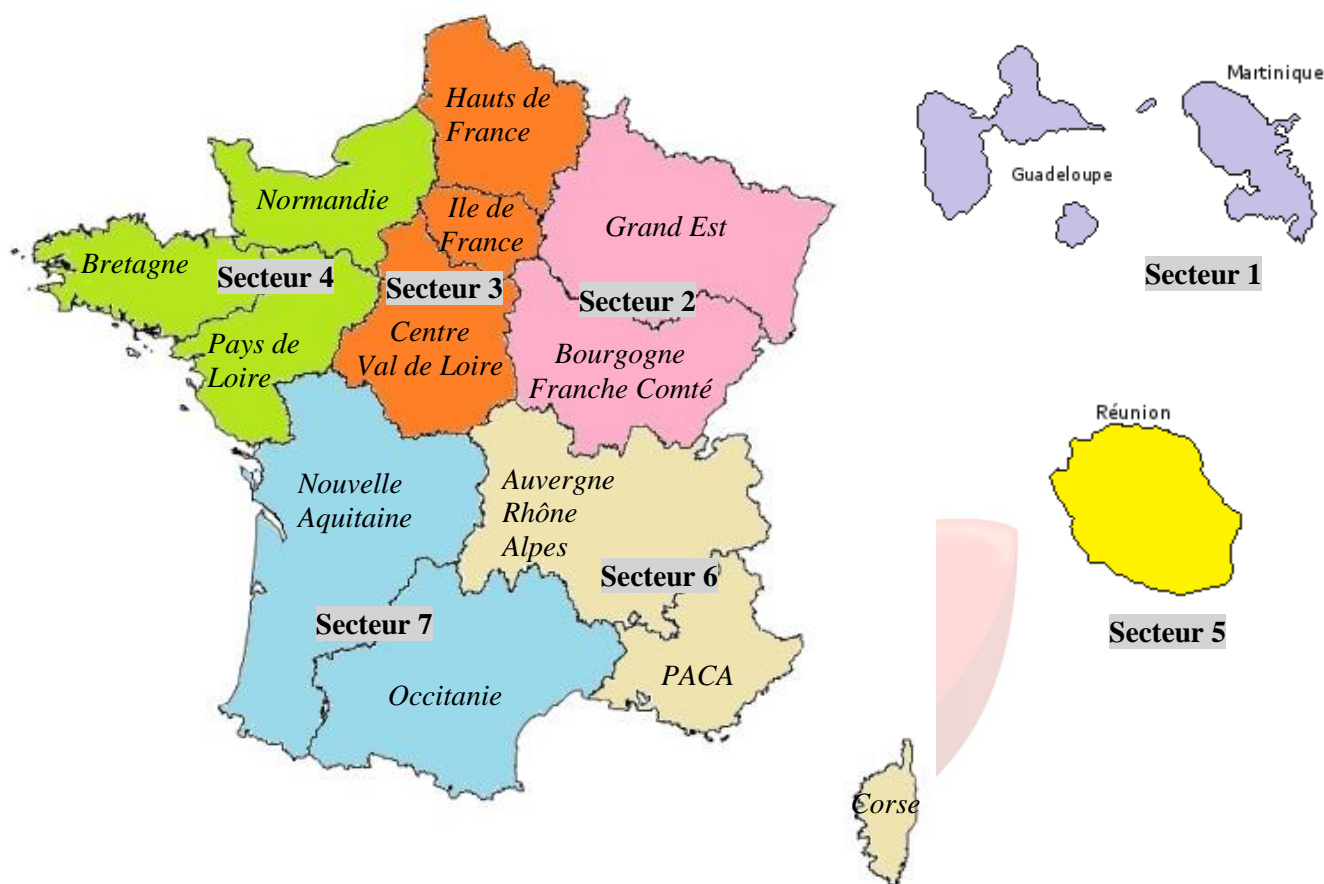 Hauts de
France
Normandie
Ile de
France
Grand Est
Bretagne
Secteur 4
Secteur 3
Secteur 2
Pays de
Loire
Centre
Val de Loire
Bourgogne
Franche Comté
Nouvelle
Aquitaine
Auvergne
Rhône
Alpes
Secteur 6
Secteur 7
Occitanie
PACA
Corse
Martinique
Guadeloupe
Secteur 1
Réunion
Secteur 5